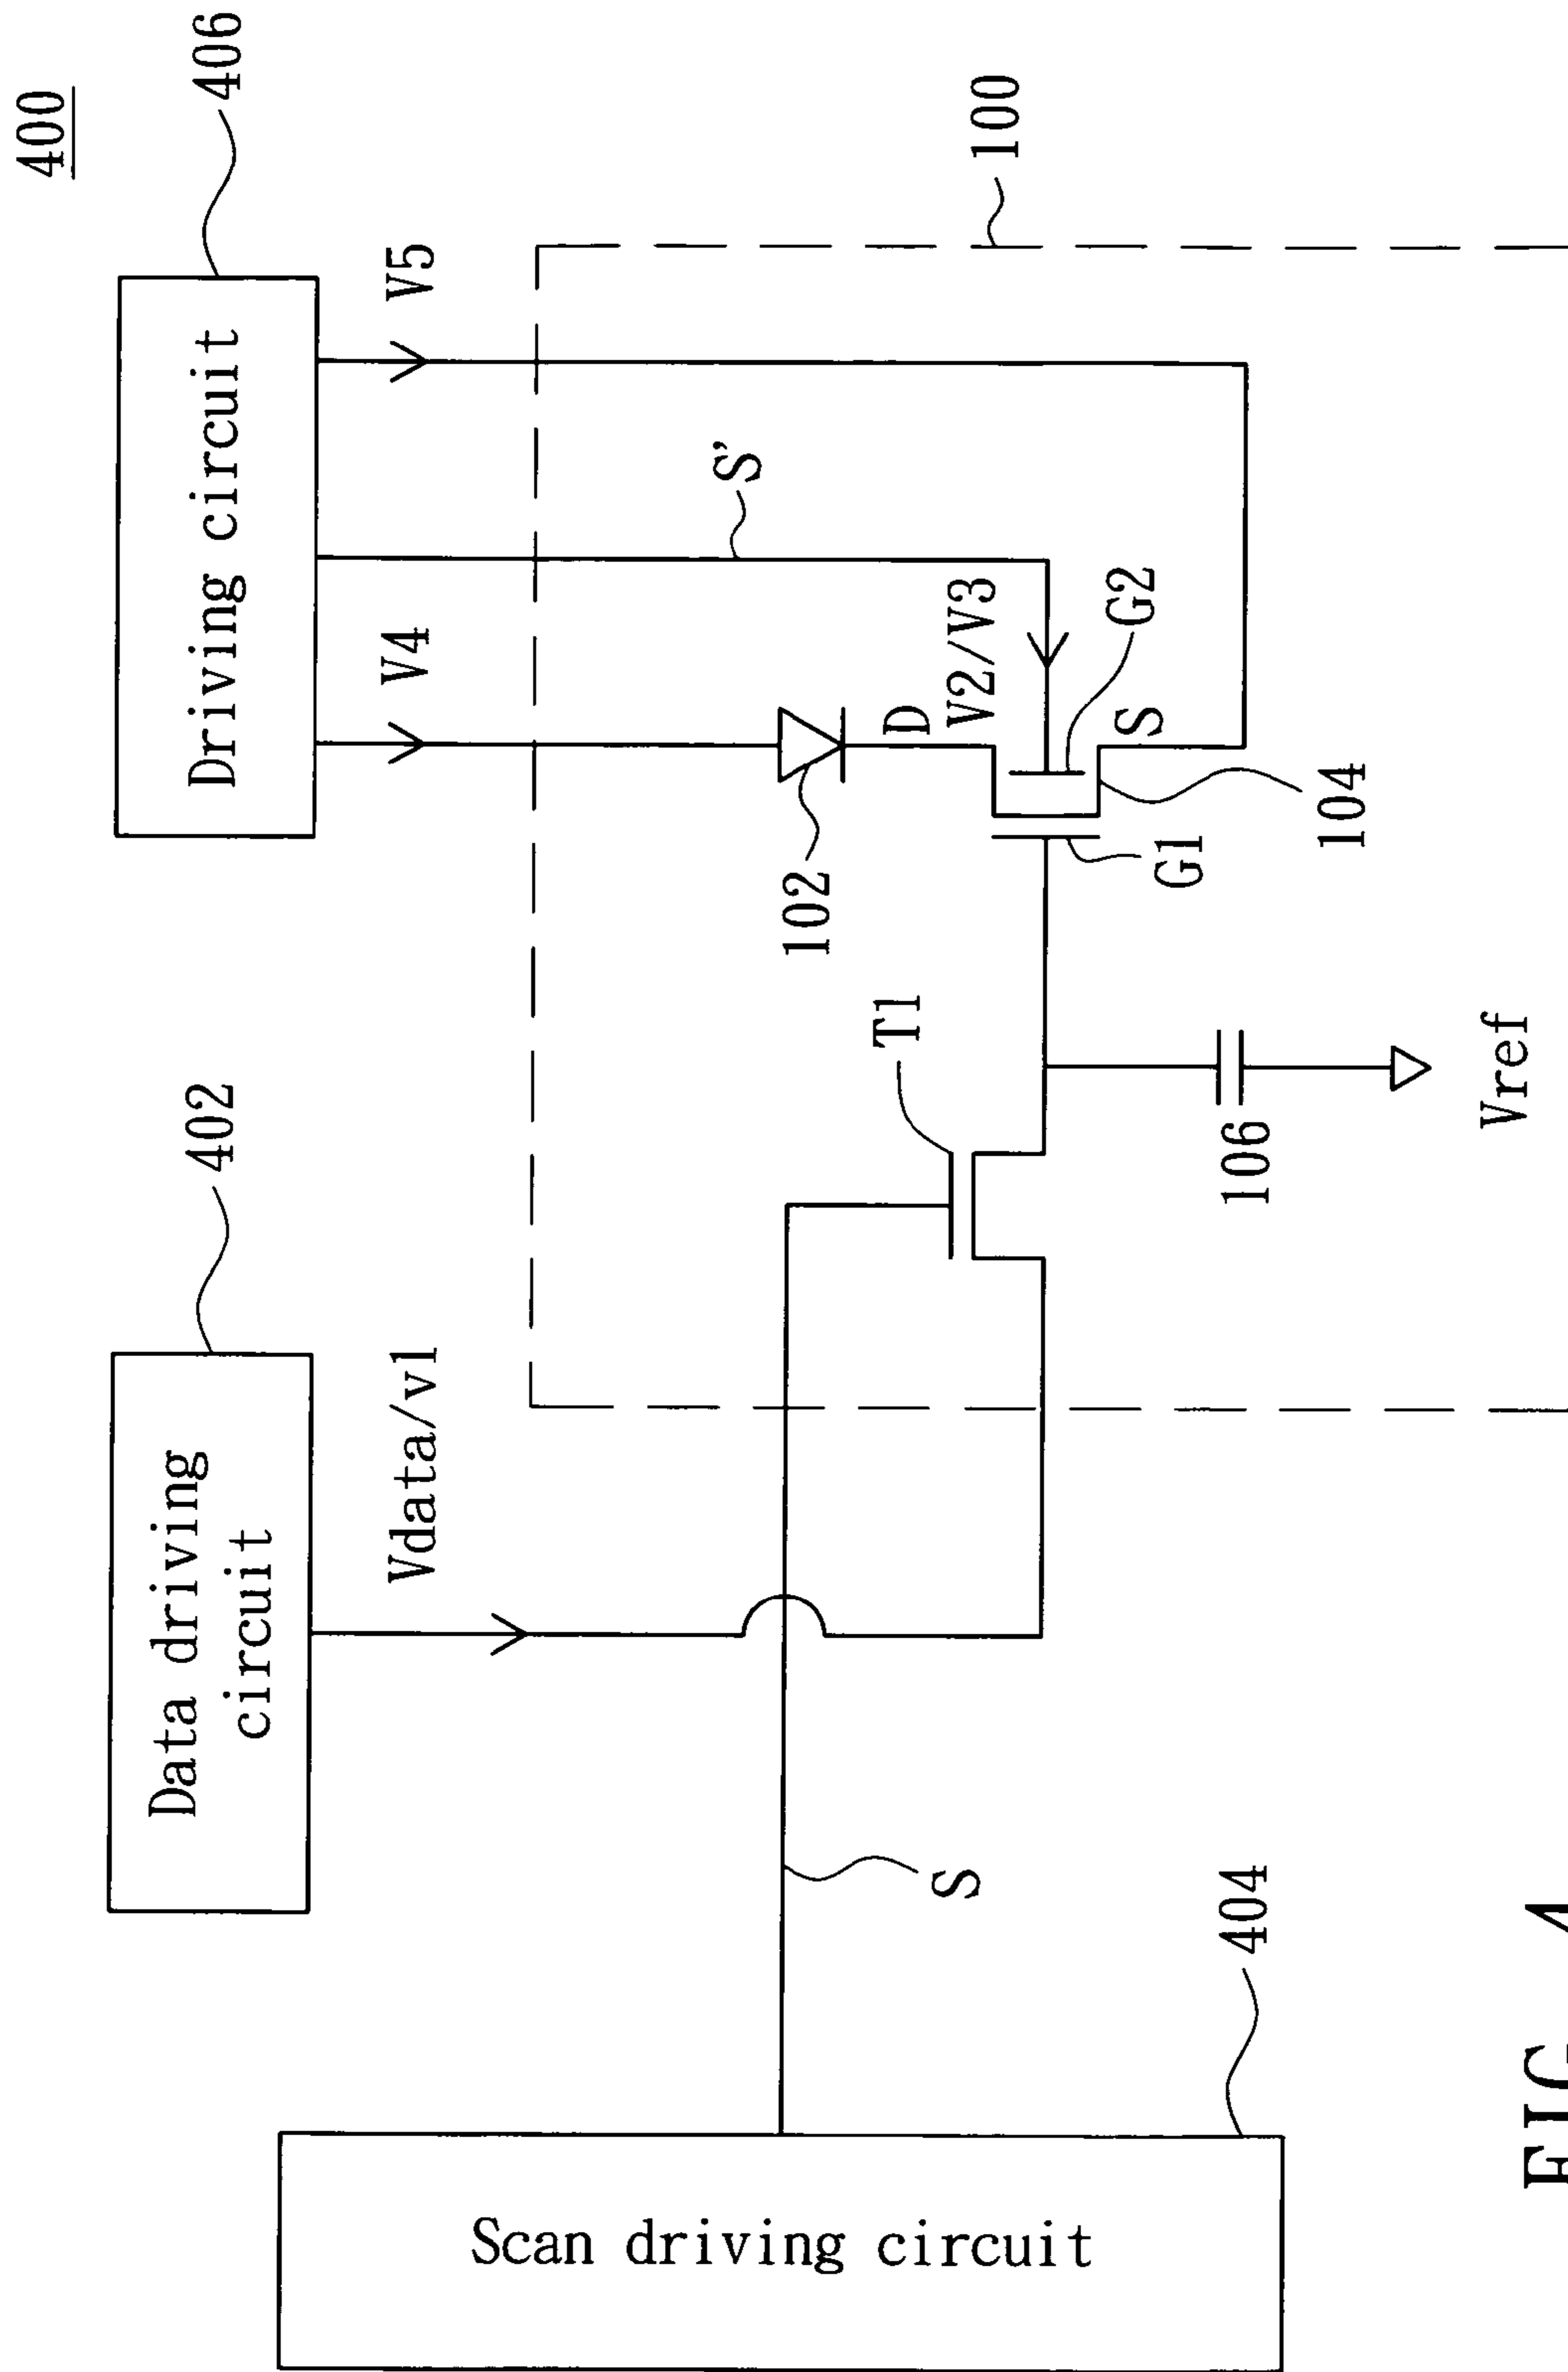 400
Data driving
circuit
402
Driving circuit
406
Vdata/v1
V4
V5
100
S'
102
D
V2/V3
T1
S
G1
G2
S
104
106
Vref
Scan driving circuit
404